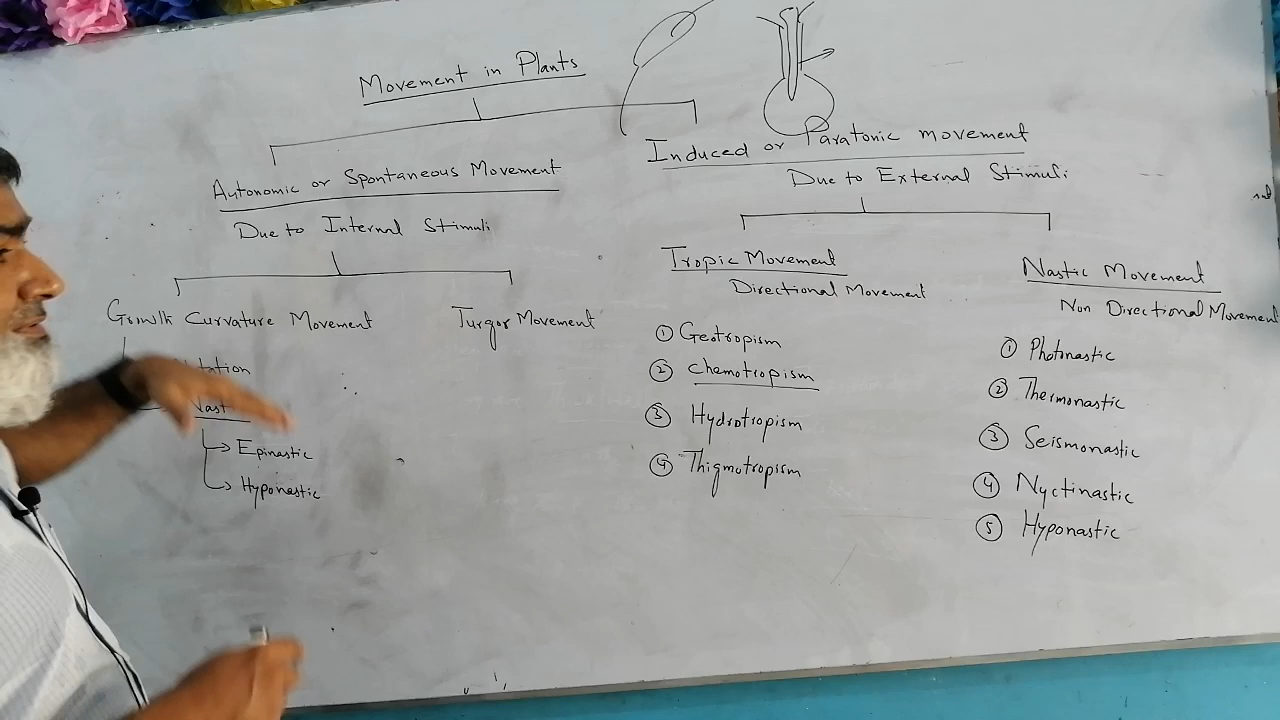 Movement in Plants
Autonomic or Spontaneous Movement
Due to Internal Stimuli
Growth Curvature Movement
Turgor Movement
Epinastic
Hyponastic
Induced or Paratonic movement
Due to External Stimuli
Tropic Movement
Directional Movement
① Geotropism
② Chemotropism
③ Hydrotropism
④ Thigmotropism
Nastic Movement
Non Directional Movement
① Photonastic
② Thermonastic
③ Seismonastic
④ Nyctinastic
⑤ Hyponastic